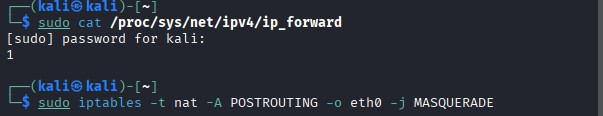 ┌──(kali㉿kali)-[~]
└─$ sudo cat /proc/sys/net/ipv4/ip_forward
[sudo] password for kali:
1
┌──(kali㉿kali)-[~]
└─$ sudo iptables -t nat -A POSTROUTING -o eth0 -j MASQUERADE